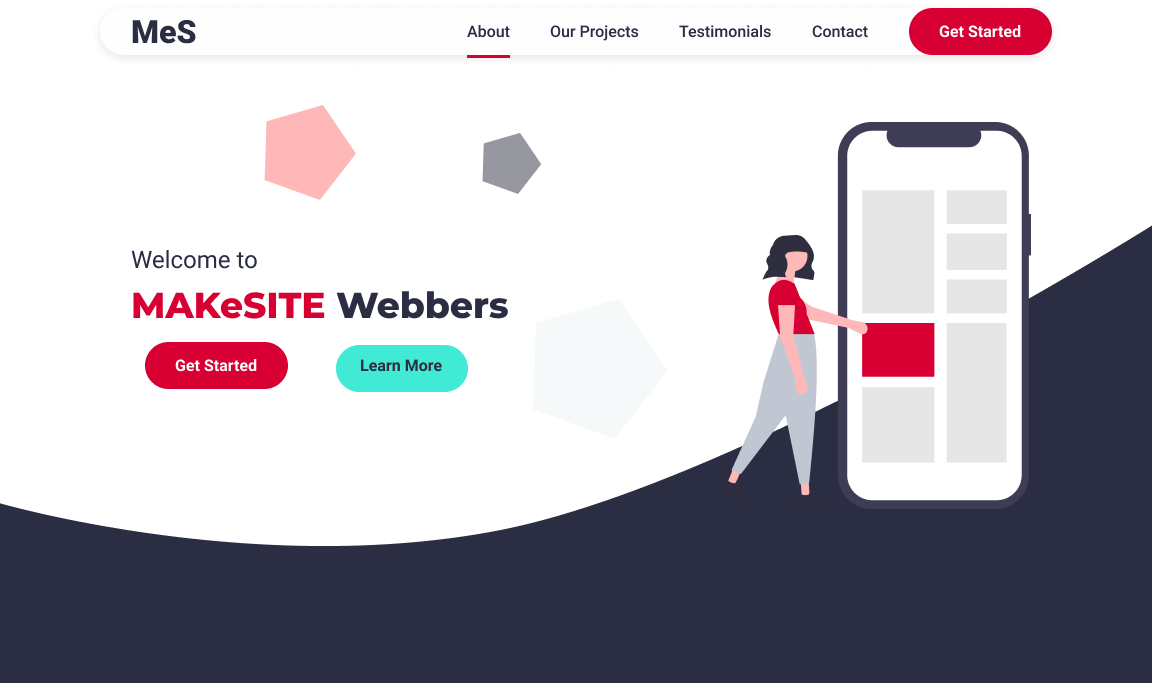 MeS
About
Our Projects
Testimonials
Contact
Get Started
Welcome to
MAKeSITE Webbers
Get Started
Learn More